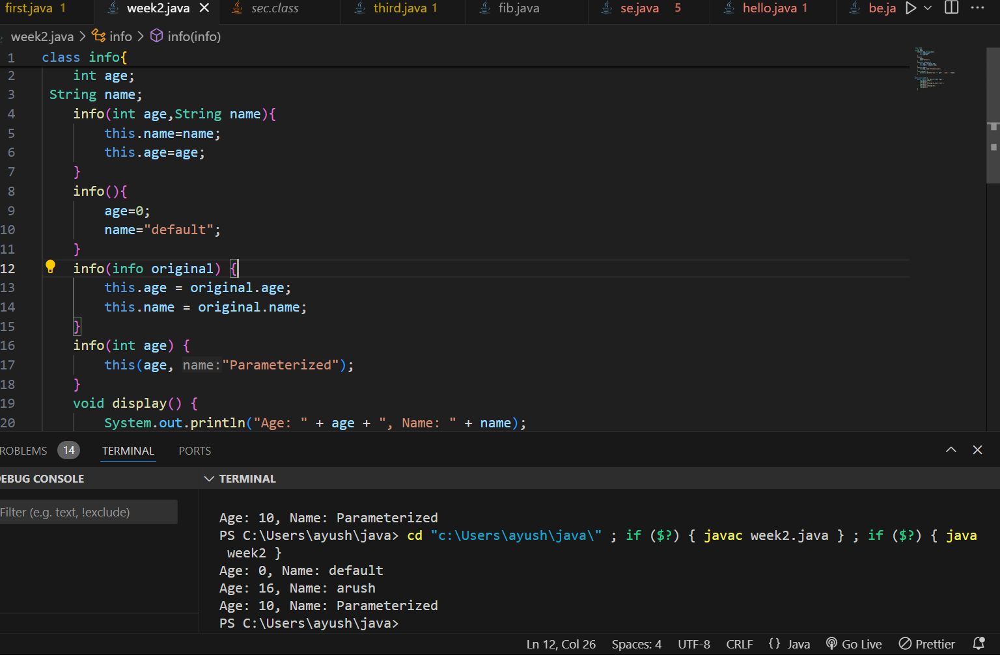 first.java 1 week2.java sec.class third.java 1 fib.java se.java 5 hello.java 1 be.ja
week2.java > info > info(info)
1 class info{
2 int age;
3 String name;
4 info(int age,String name){
5 this.name=name;
6 this.age=age;
7 }
8 info(){
9 age=0;
10 name="default";
11 }
12 info(info original) {
13 this.age = original.age;
14 this.name = original.name;
15 }
16 info(int age) {
17 this(age, name:"Parameterized");
18 }
19 void display() {
20 System.out.println("Age: " + age + ", Name: " + name);
ROBLEMS 14 TERMINAL PORTS
EBUG CONSOLE
Filter (e.g. text, !exclude)
TERMINAL
Age: 10, Name: Parameterized
PS C:\Users\ayush\java> cd "c:\Users\ayush\java\" ; if ($?) { javac week2.java } ; if ($?) { java
week2 }
Age: 0, Name: default
Age: 16, Name: arush
Age: 10, Name: Parameterized
PS C:\Users\ayush\java>
Ln 12, Col 26 Spaces: 4 UTF-8 CRLF {} Java Go Live Prettier